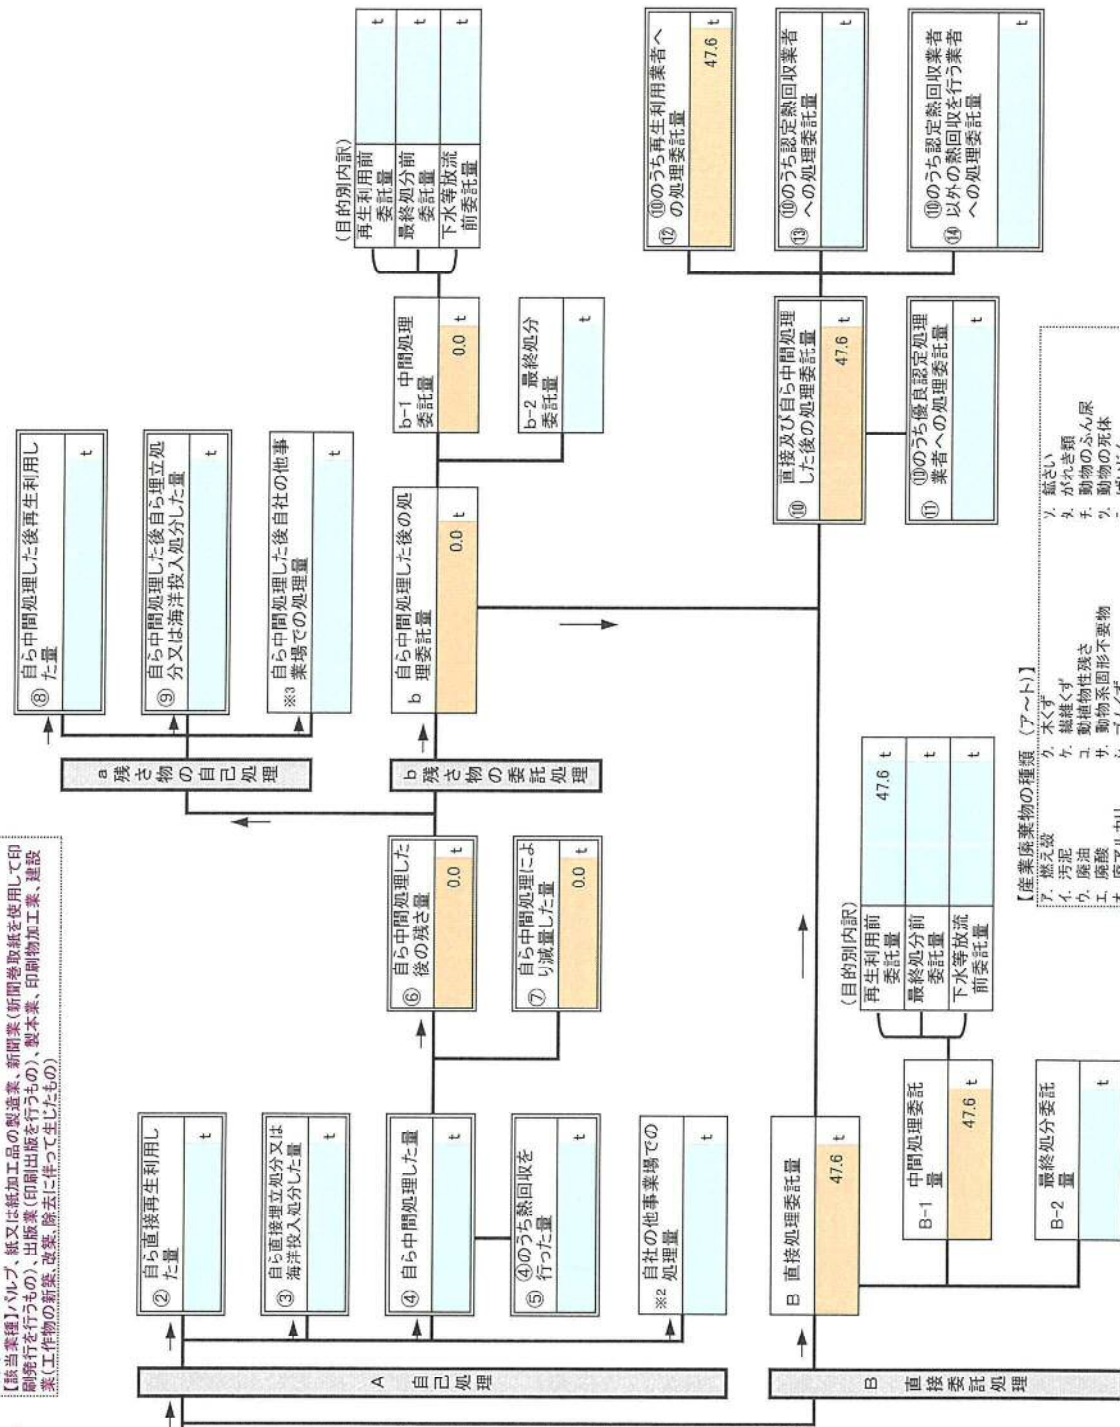 【該当業種】パルプ、紙又は紙加工品の製造業、新聞業(新聞巻取紙を使用して印
刷発行を行うもの)、出版業(印刷出版を行うもの)、製本業、印刷物加工業、建設
業(工作物の新築、改築、除去に伴って生じたもの)
A 自己処理
② 自ら直接再生利用し
た量
t
③ 自ら直接埋立処分又は
海洋投入処分した量
t
④ 自ら中間処理した量
t
⑤ ④のうち熱回収を
行った量
t
※2 自社の他事業場での
処理量
t
⑥ 自ら中間処理した
後の残さ量
0.0 t
⑦ 自ら中間処理によ
り減量した量
0.0 t
a 残さ物の自己処理
⑧ 自ら中間処理した後再生利用し
た量
t
⑨ 自ら中間処理した後自ら埋立処
分又は海洋投入処分した量
t
※3 自ら中間処理した後自社の他事
業場での処理量
t
b 残さ物の委託処理
b 自ら中間処理した後の処
理委託量
0.0 t
b-1 中間処理
委託量
0.0 t
b-2 最終処分
委託量
t
(目的別内訳)
再生利用前
委託量
t
最終処分前
委託量
t
下水等放流
前委託量
t
B 直接委託処理
B 直接処理委託量
47.6 t
B-1 中間処理委託
量
47.6 t
B-2 最終処分委託
量
t
(目的別内訳)
再生利用前
委託量
47.6 t
最終処分前
委託量
t
下水等放流
前委託量
t
⑩ 直接及び自ら中間処理
した後の処理委託量
47.6 t
⑪ ⑩のうち優良認定処理
業者への処理委託量
t
⑫ ⑩のうち再生利用業者へ
の処理委託量
47.6 t
⑬ ⑩のうち認定熱回収業者
への処理委託量
t
⑭ ⑩のうち認定熱回収業者
以外の熱回収を行う業者
への処理委託量
t
【産業廃棄物の種類(ア～ト)】
ア. 燃え殻
イ. 汚泥
ウ. 廃油
エ. 廃酸
オ. 廃アルカリ
ク. 木くず
ケ. 繊維くず
コ. 動植物性残さ
サ. 動物系固形不要物
シ. ゴムくず
ソ. 鉱さい
タ. がれき類
チ. 動物のふん尿
ツ. 動物の死体